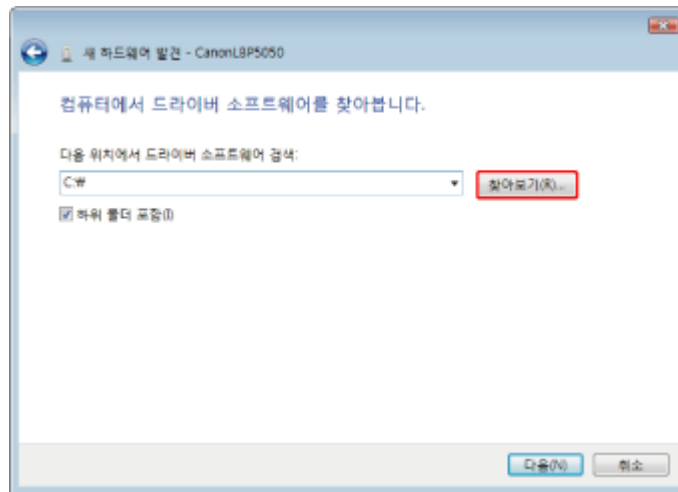 새 하드웨어 발견 - CanonLBP5050
컴퓨터에서 드라이버 소프트웨어를 찾아봅니다.
다음 위치에서 드라이버 소프트웨어 검색:
C:₩
찾아보기(R)...
하위 폴더 포함(I)
다음(N)
취소